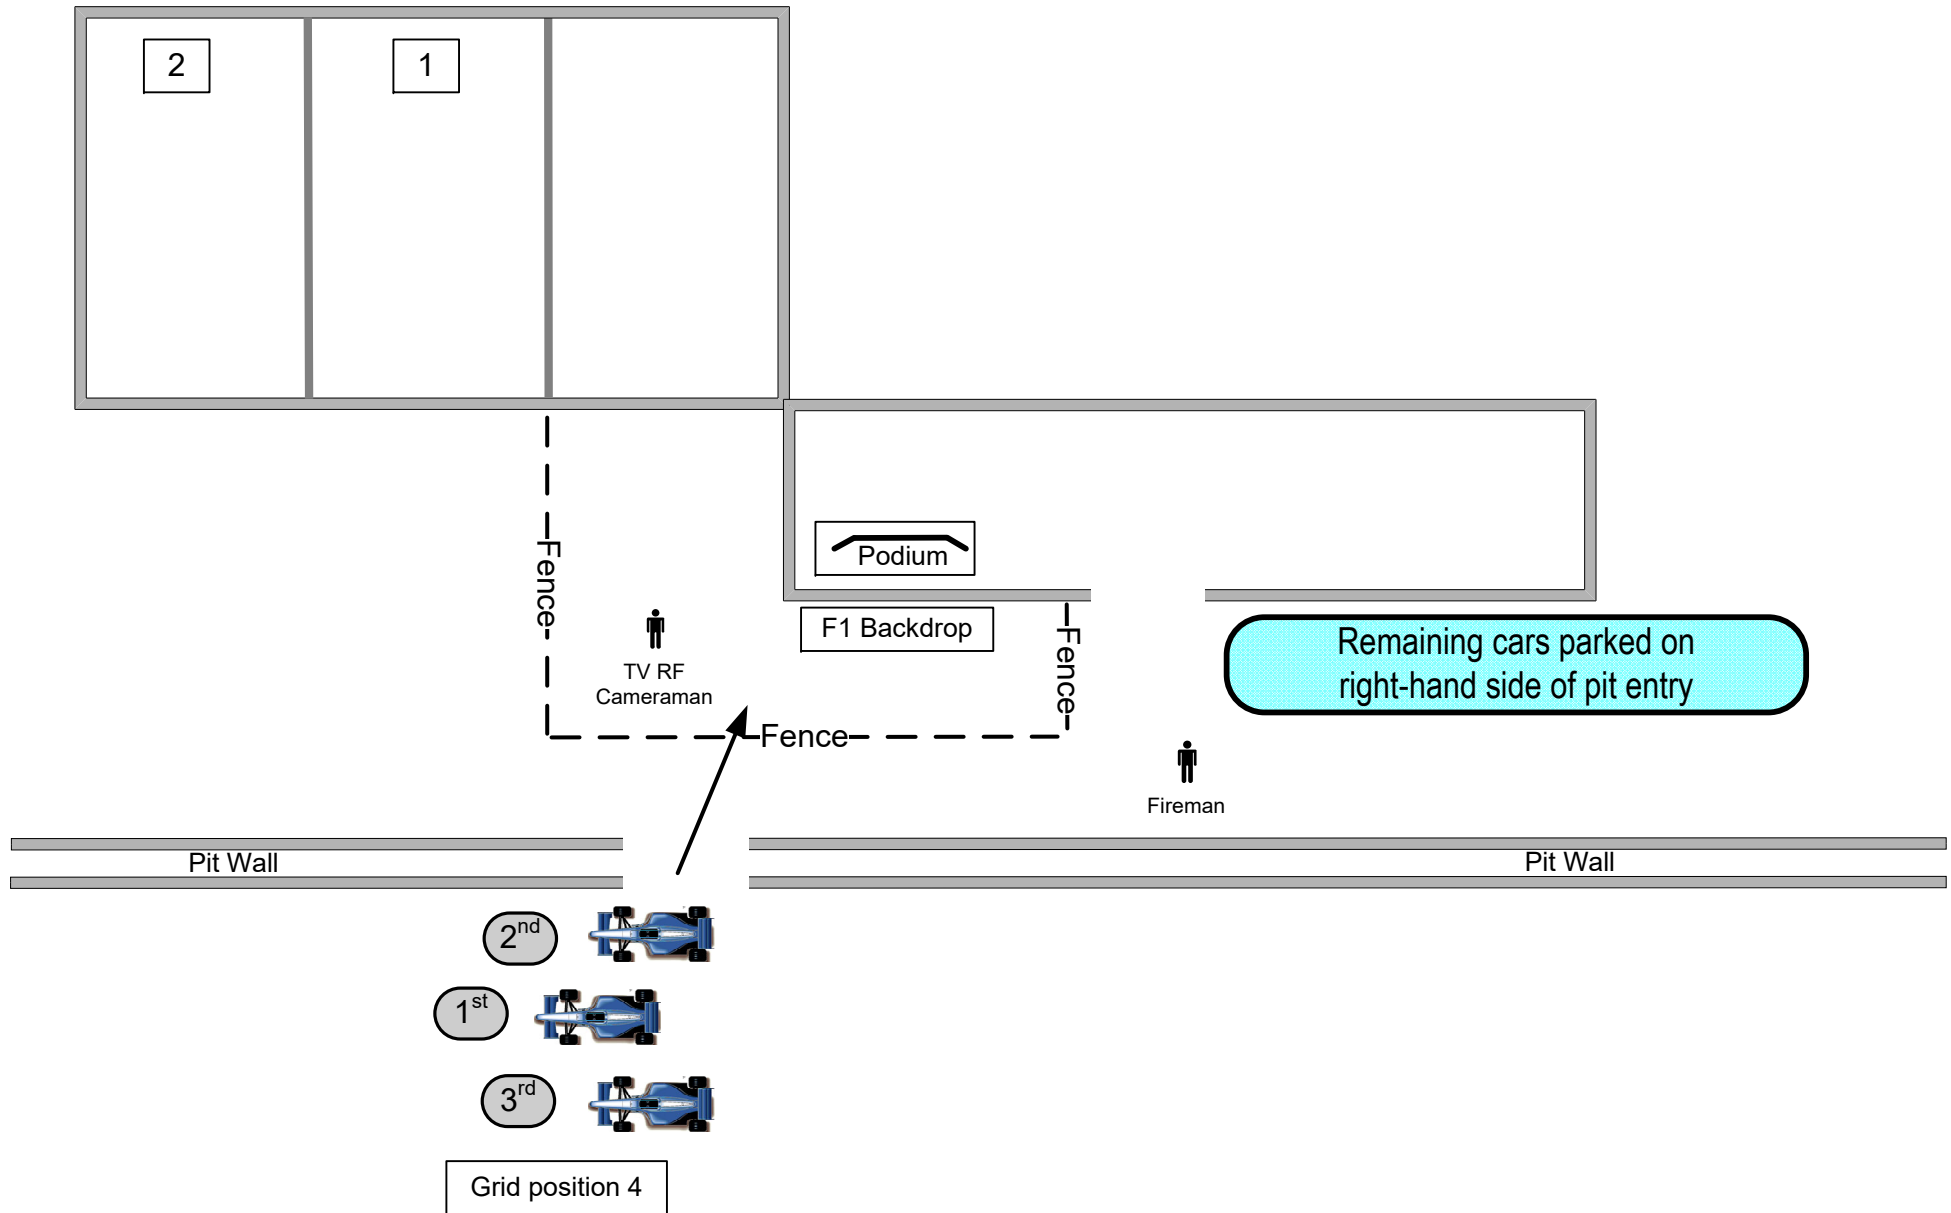 2
1
Podium
Fence
F1 Backdrop
Fence
Remaining cars parked on
right-hand side of pit entry
TV RF
Cameraman
Fence
Fireman
Pit Wall
Pit Wall
2nd
1st
3rd
Grid position 4